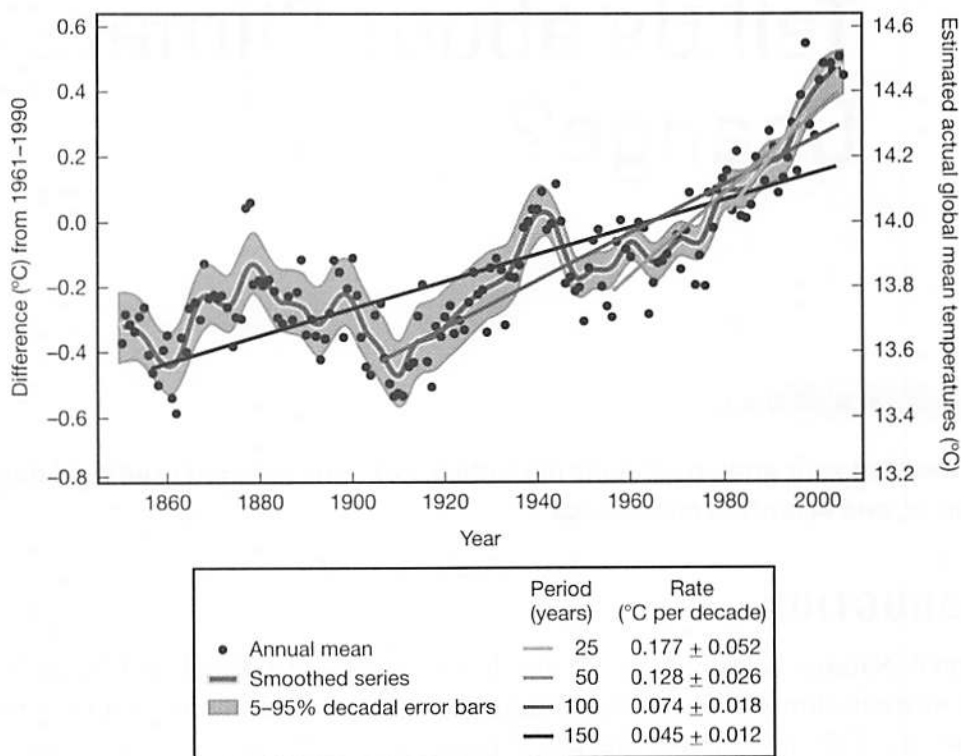 0.6
0.4
0.2
0.0
–0.2
–0.4
–0.6
–0.8
Difference (°C) from 1961–1990
14.6
14.4
14.2
14.0
13.8
13.6
13.4
13.2
Estimated actual global mean temperatures (°C)
1860 1880 1900 1920 1940 1960 1980 2000
Year
Period Rate
(years) (°C per decade)
Annual mean
Smoothed series
5–95% decadal error bars
25 0.177 ± 0.052
50 0.128 ± 0.026
100 0.074 ± 0.018
150 0.045 ± 0.012